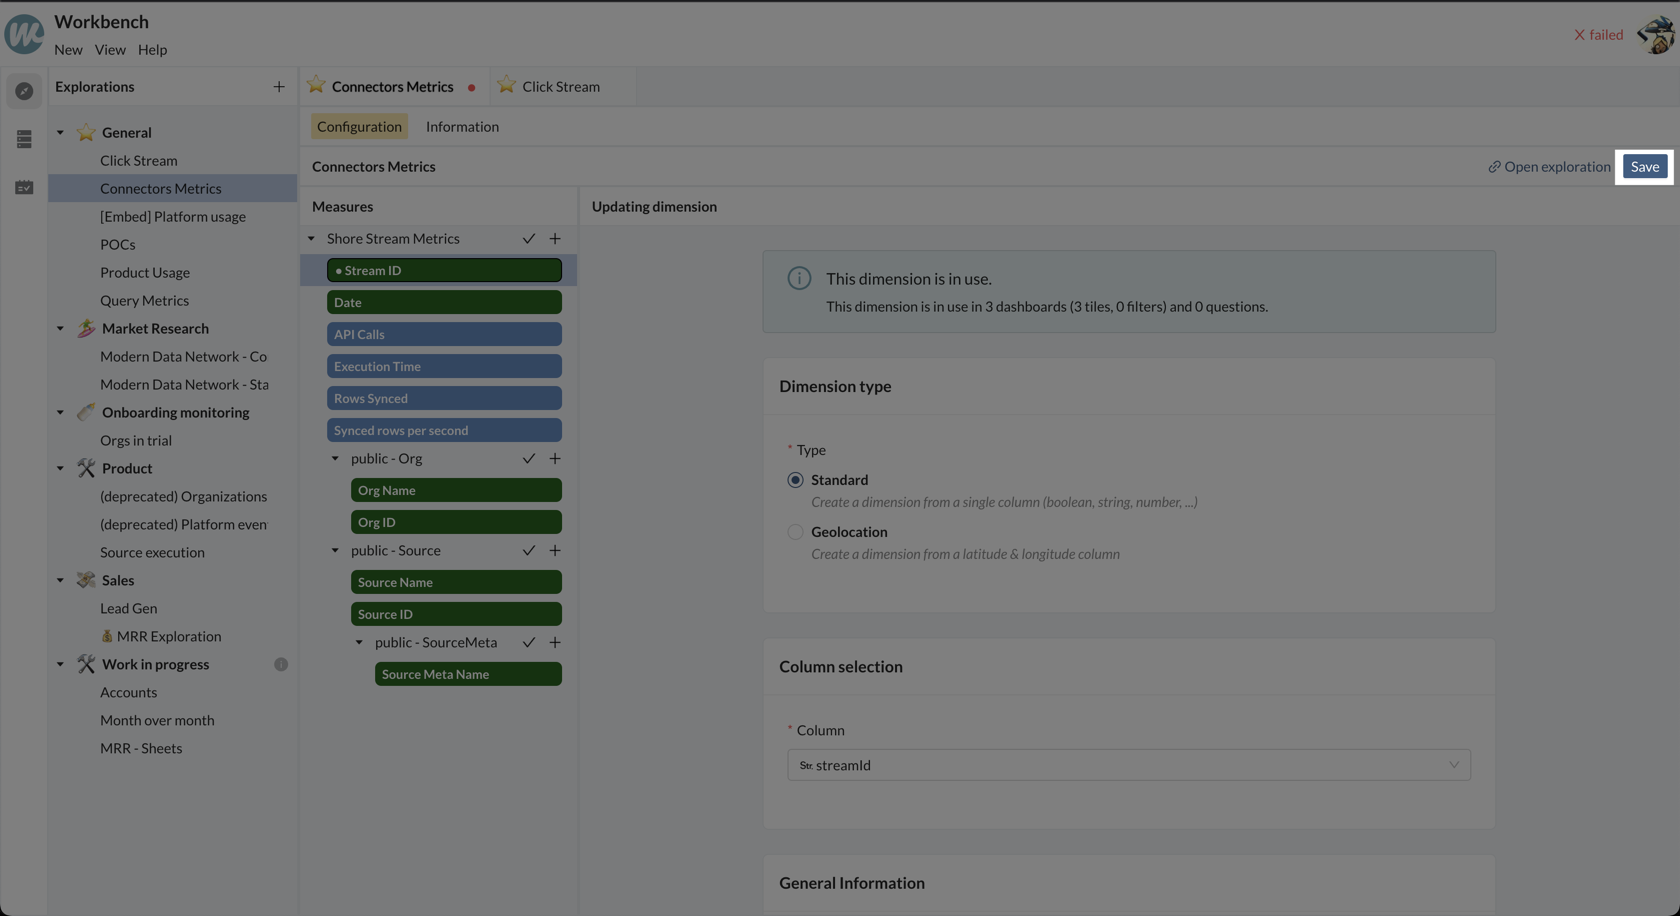 Workbench
New View Help
failed
Explorations
General
Click Stream
Connectors Metrics
[Embed] Platform usage
POCs
Product Usage
Query Metrics
Market Research
Modern Data Network - Co
Modern Data Network - Sta
Onboarding monitoring
Orgs in trial
Product
(deprecated) Organizations
(deprecated) Platform even
Source execution
Sales
Lead Gen
MRR Exploration
Work in progress
Accounts
Month over month
MRR - Sheets
Connectors Metrics
Click Stream
Configuration Information
Connectors Metrics
Open exploration
Save
Measures
Shore Stream Metrics
• Stream ID
Date
API Calls
Execution Time
Rows Synced
Synced rows per second
public - Org
Org Name
Org ID
public - Source
Source Name
Source ID
public - SourceMeta
Source Meta Name
Updating dimension
This dimension is in use.
This dimension is in use in 3 dashboards (3 tiles, 0 filters) and 0 questions.
Dimension type
* Type
Standard
Create a dimension from a single column (boolean, string, number, ...)
Geolocation
Create a dimension from a latitude & longitude column
Column selection
* Column
Str. streamId
General Information